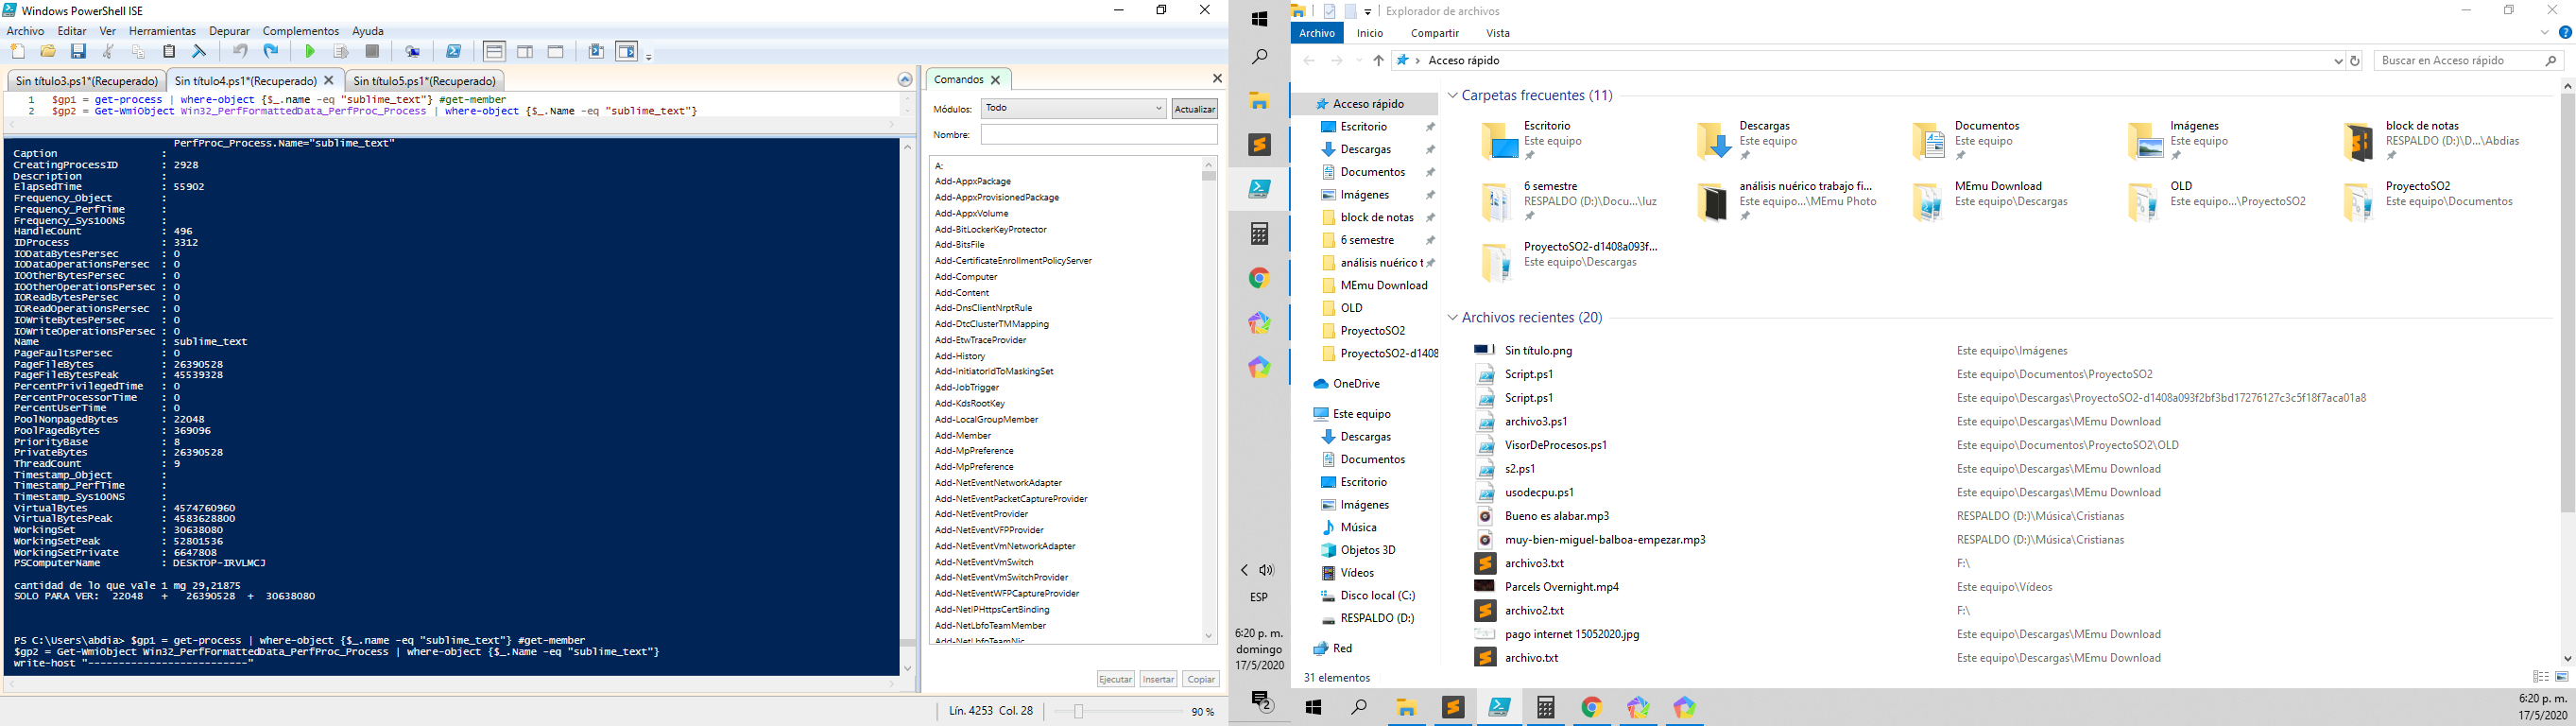 Windows PowerShell ISE
Archivo Editar Ver Herramientas Depurar Complementos Ayuda
Sin título3.ps1*(Recuperado) Sin título4.ps1*(Recuperado) Sin título5.ps1*(Recuperado)
1 $gp1 = get-process | where-object {$_.name -eq "sublime_text"} #get-member
2 $gp2 = Get-WmiObject Win32_PerfFormattedData_PerfProc_Process | where-object {$_.Name -eq "sublime_text"}
PerfProc_Process.Name="sublime_text"
Caption :
CreatingProcessID : 2928
Description :
ElapsedTime : 55902
Frequency_Object :
Frequency_PerfTime :
Frequency_Sys100NS :
HandleCount : 496
IDProcess : 3312
IODataBytesPersec : 0
IODataOperationsPersec : 0
IOOtherBytesPersec : 0
IOOtherOperationsPersec : 0
IOReadBytesPersec : 0
IOReadOperationsPersec : 0
IOWriteBytesPersec : 0
IOWriteOperationsPersec : 0
Name : sublime_text
PageFaultsPersec : 0
PageFileBytes : 26390528
PageFileBytesPeak : 45539328
PercentPrivilegedTime : 0
PercentProcessorTime : 0
PercentUserTime : 0
PoolNonpagedBytes : 22048
PoolPagedBytes : 369096
PriorityBase : 8
PrivateBytes : 26390528
ThreadCount : 9
Timestamp_Object :
Timestamp_PerfTime :
Timestamp_Sys100NS :
VirtualBytes : 4574760960
VirtualBytesPeak : 4583628800
WorkingSet : 30638080
WorkingSetPeak : 52801536
WorkingSetPrivate : 6647808
PSComputerName : DESKTOP-IRVLMCJ
cantidad de lo que vale 1 mg 29,21875
SOLO PARA VER: 22048 + 26390528 + 30638080
PS C:\Users\abdia> $gp1 = get-process | where-object {$_.name -eq "sublime_text"} #get-member
$gp2 = Get-WmiObject Win32_PerfFormattedData_PerfProc_Process | where-object {$_.Name -eq "sublime_text"}
write-host "--------------------------"
Lín. 4253 Col. 28 90 %
Comandos
Módulos: Todo Actualizar
Nombre:
A:
Add-AppxPackage
Add-AppxProvisionedPackage
Add-AppxVolume
Add-BitLockerKeyProtector
Add-BitsFile
Add-CertificateEnrollmentPolicyServer
Add-Computer
Add-Content
Add-DnsClientNrptRule
Add-DtcClusterTMMapping
Add-EtwTraceProvider
Add-History
Add-InitiatorIdToMaskingSet
Add-JobTrigger
Add-KdsRootKey
Add-LocalGroupMember
Add-Member
Add-MpPreference
Add-MpPreference
Add-NetEventNetworkAdapter
Add-NetEventPacketCaptureProvider
Add-NetEventProvider
Add-NetEventVFPProvider
Add-NetEventVmNetworkAdapter
Add-NetEventVmSwitch
Add-NetEventVmSwitchProvider
Add-NetEventWFPCaptureProvider
Add-NetIPHttpsCertBinding
Add-NetLbfoTeamMember
Add-NetLbfoTeamNic
Ejecutar Insertar Copiar
ESP
6:20 p. m.
domingo
17/5/2020
2
Explorador de archivos
Archivo Inicio Compartir Vista
Acceso rápido
Buscar en Acceso rápido
Acceso rápido
Escritorio
Descargas
Documentos
Imágenes
block de notas
6 semestre
análisis nuérico t
MEmu Download
OLD
ProyectoSO2
ProyectoSO2-d1408
OneDrive
Este equipo
Descargas
Documentos
Escritorio
Imágenes
Música
Objetos 3D
Vídeos
Disco local (C:)
RESPALDO (D:)
Red
31 elementos
Carpetas frecuentes (11)
Escritorio
Este equipo
Descargas
Este equipo
Documentos
Este equipo
Imágenes
Este equipo
block de notas
RESPALDO (D:)\D...\Abdias
6 semestre
RESPALDO (D:)\Docu...\luz
análisis nuérico trabajo fi...
Este equipo...\MEmu Photo
MEmu Download
Este equipo\Descargas
OLD
Este equipo...\ProyectoSO2
ProyectoSO2
Este equipo\Documentos
ProyectoSO2-d1408a093f...
Este equipo\Descargas
Archivos recientes (20)
Sin título.png Este equipo\Imágenes
Script.ps1 Este equipo\Documentos\ProyectoSO2
Script.ps1 Este equipo\Descargas\ProyectoSO2-d1408a093f2bf3bd17276127c3c5f18f7aca01a8
archivo3.ps1 Este equipo\Descargas\MEmu Download
VisorDeProcesos.ps1 Este equipo\Documentos\ProyectoSO2\OLD
s2.ps1 Este equipo\Descargas\MEmu Download
usodecpu.ps1 Este equipo\Descargas\MEmu Download
Bueno es alabar.mp3 RESPALDO (D:)\Música\Cristianas
muy-bien-miguel-balboa-empezar.mp3 RESPALDO (D:)\Música\Cristianas
archivo3.txt F:\
Parcels Overnight.mp4 Este equipo\Vídeos
archivo2.txt F:\
pago internet 15052020.jpg Este equipo\Descargas\MEmu Download
archivo.txt Este equipo\Descargas\MEmu Download
6:20 p. m.
17/5/2020